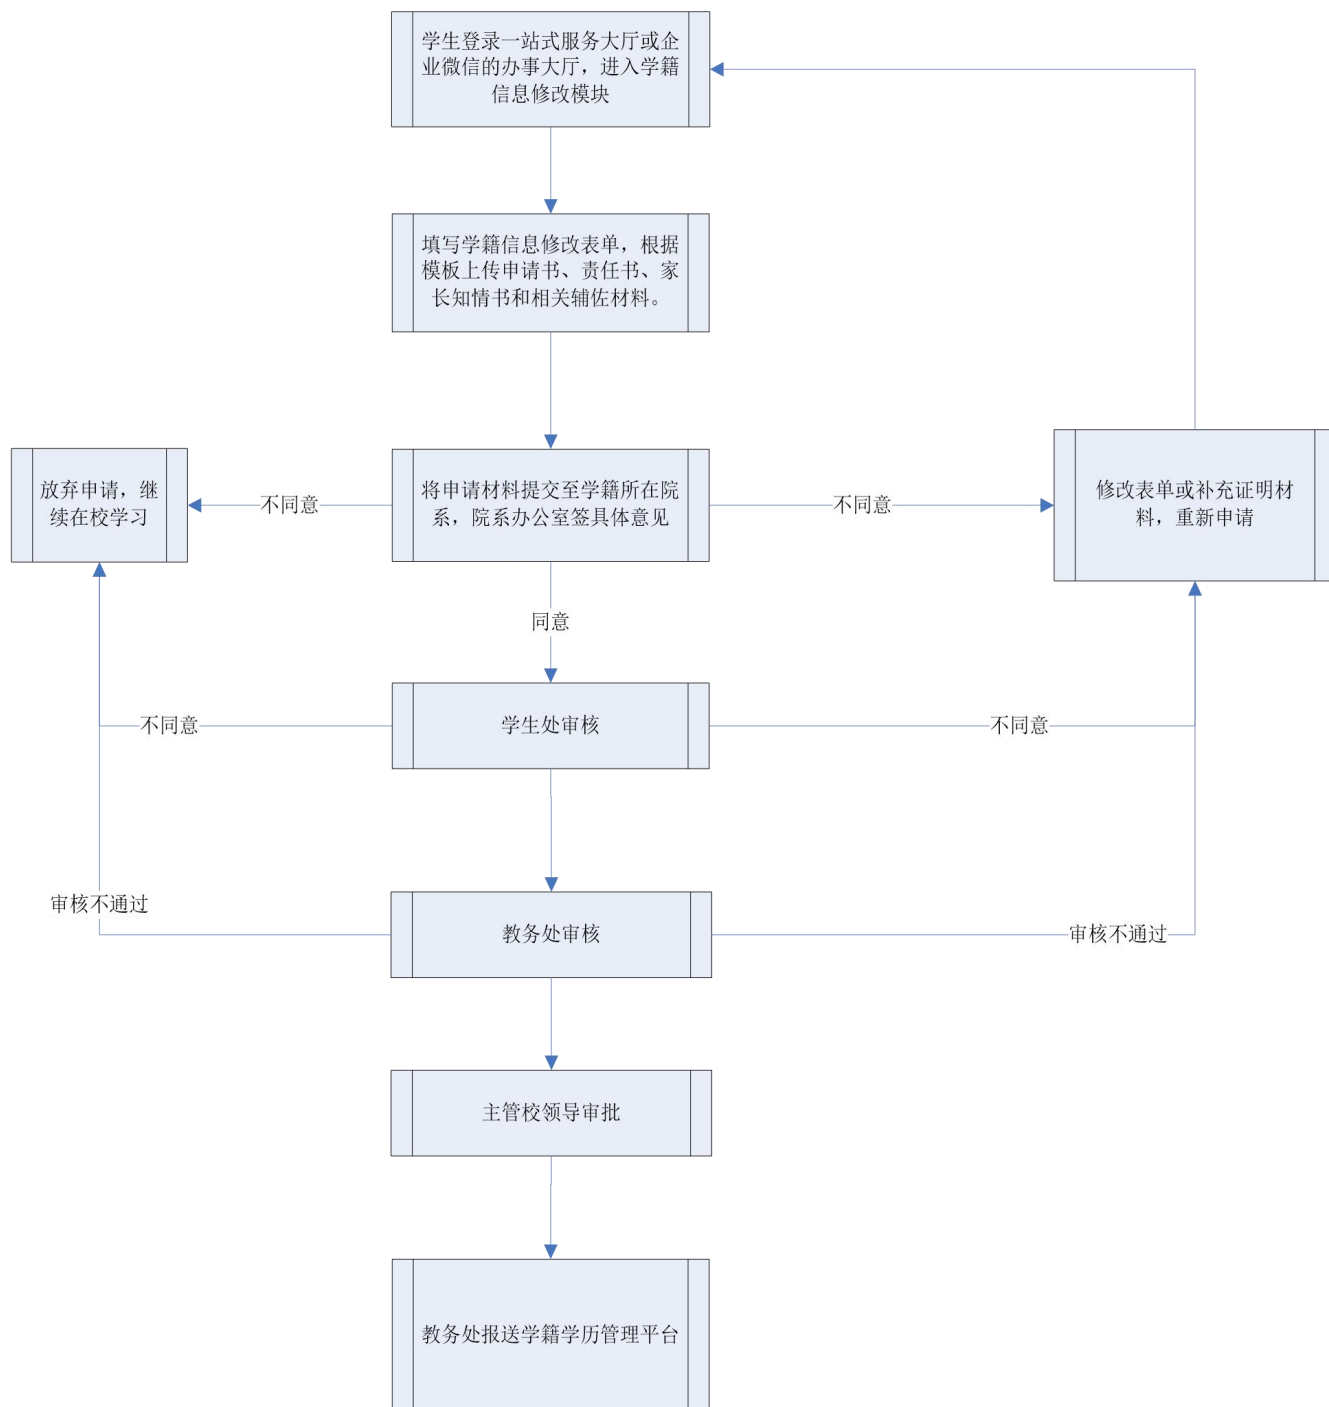 学生登录一站式服务大厅或企
业微信的办事大厅，进入学籍
信息修改模块
填写学籍信息修改表单，根据
模板上传申请书、责任书、家
长知情书和相关辅佐材料。
放弃申请，继
续在校学习
不同意
将申请材料提交至学籍所在院
系，院系办公室签具体意见
不同意
修改表单或补充证明材
料，重新申请
同意
不同意
学生处审核
不同意
审核不通过
教务处审核
审核不通过
主管校领导审批
教务处报送学籍学历管理平台